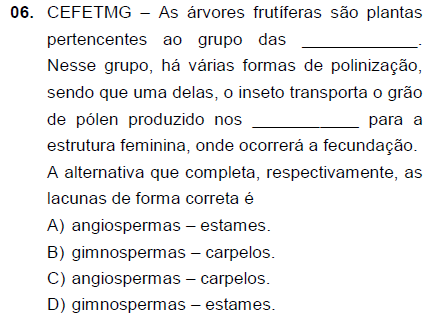 06. CEFETMG – As árvores frutíferas são plantas
pertencentes ao grupo das ____________.
Nesse grupo, há várias formas de polinização,
sendo que uma delas, o inseto transporta o grão
de pólen produzido nos ___________ para a
estrutura feminina, onde ocorrerá a fecundação.
A alternativa que completa, respectivamente, as
lacunas de forma correta é
A) angiospermas – estames.
B) gimnospermas – carpelos.
C) angiospermas – carpelos.
D) gimnospermas – estames.